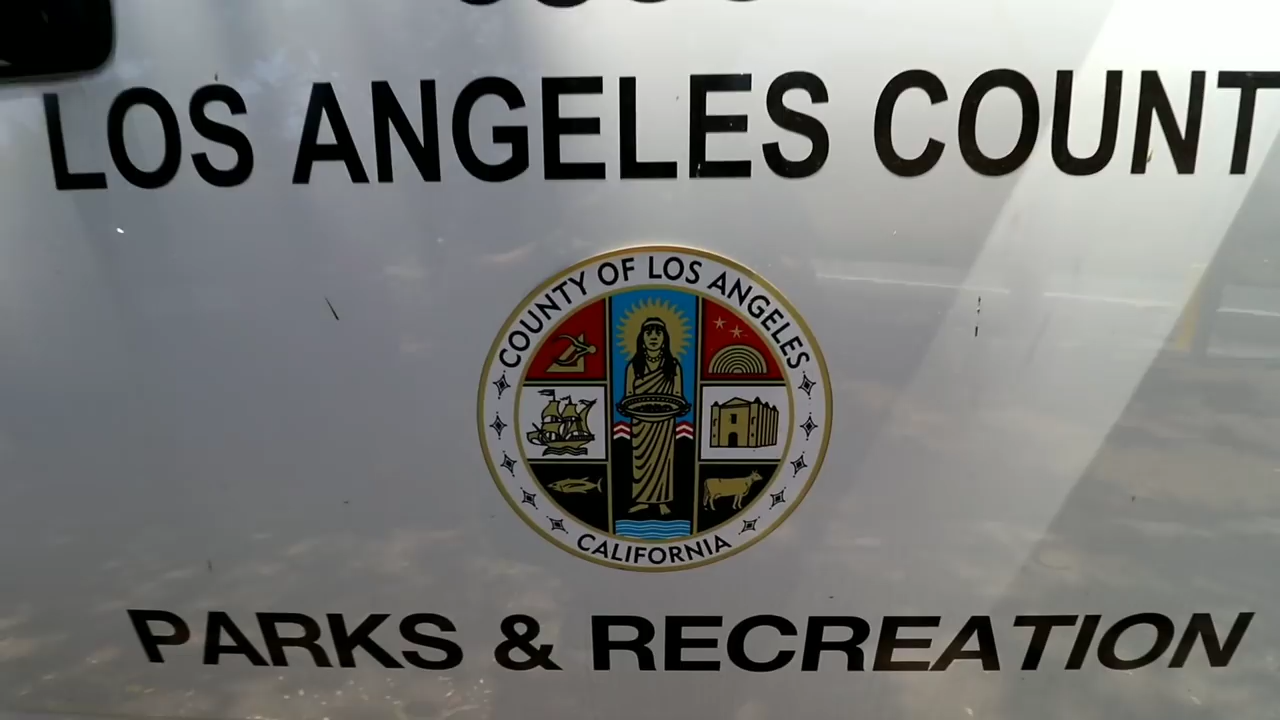 LOS ANGELES COUNT
COUNTY OF LOS ANGELES
CALIFORNIA
PARKS & RECREATION